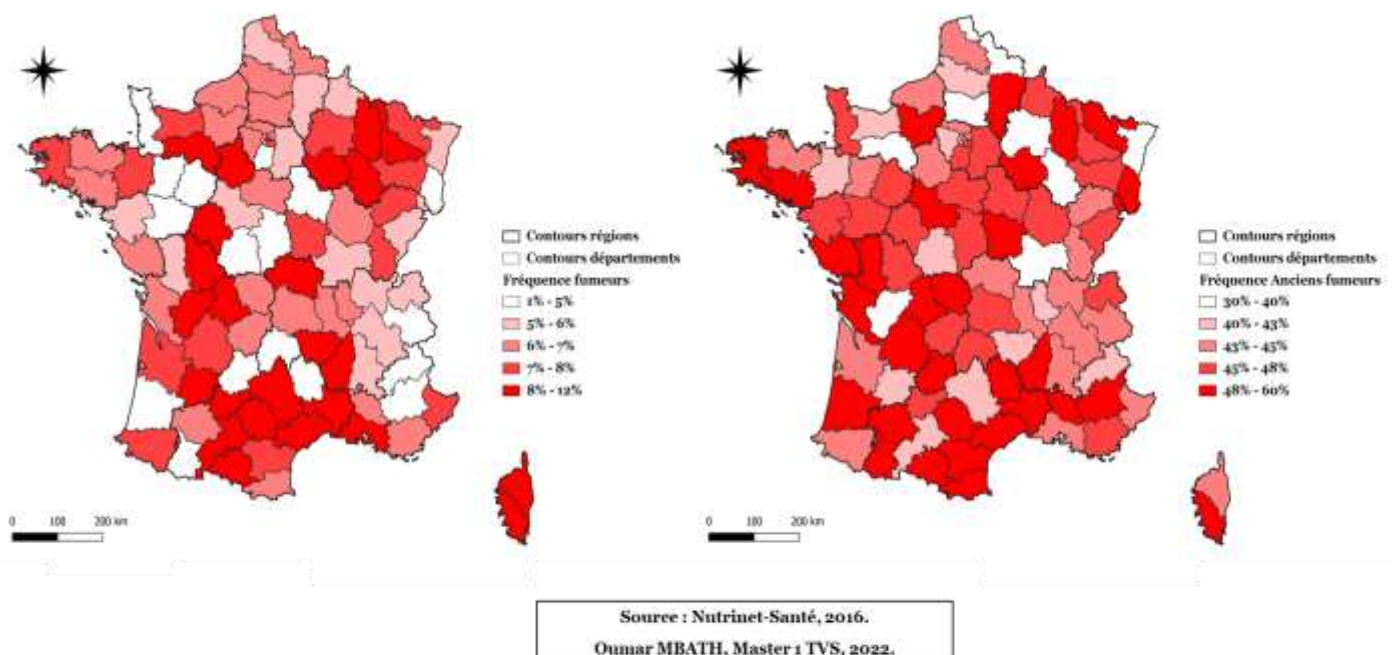 Contours régions
Contours départements
Fréquence fumeurs
1% - 5%
5% - 6%
6% - 7%
7% - 8%
8% - 12%
0 100 200 km
Contours régions
Contours départements
Fréquence Anciens fumeurs
30% - 40%
40% - 43%
43% - 45%
45% - 48%
48% - 60%
0 100 200 km
Source : Nutrinet-Santé, 2016.
Oumar MBATH, Master 1 TVS, 2022.